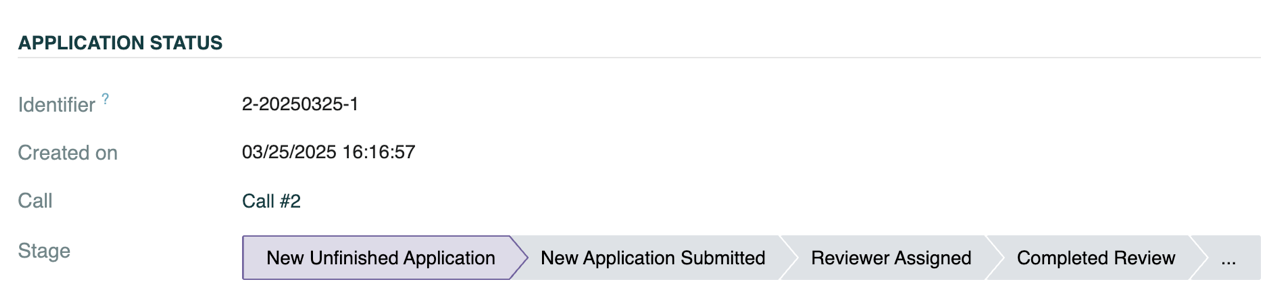 APPLICATION STATUS
Identifier ? 2-20250325-1
Created on 03/25/2025 16:16:57
Call Call #2
Stage New Unfinished Application New Application Submitted Reviewer Assigned Completed Review ...